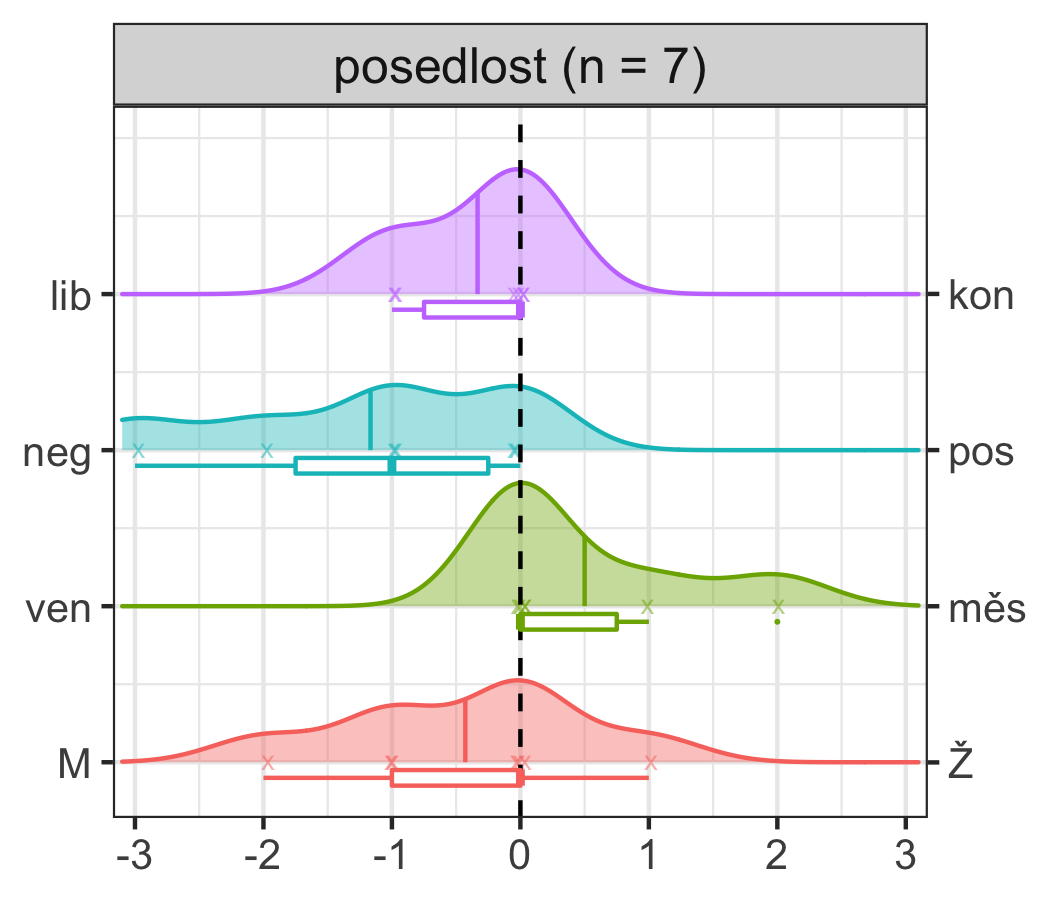 posedlost (n = 7)
lib kon
neg pos
ven měs
M Ž
-3 -2 -1 0 1 2 3